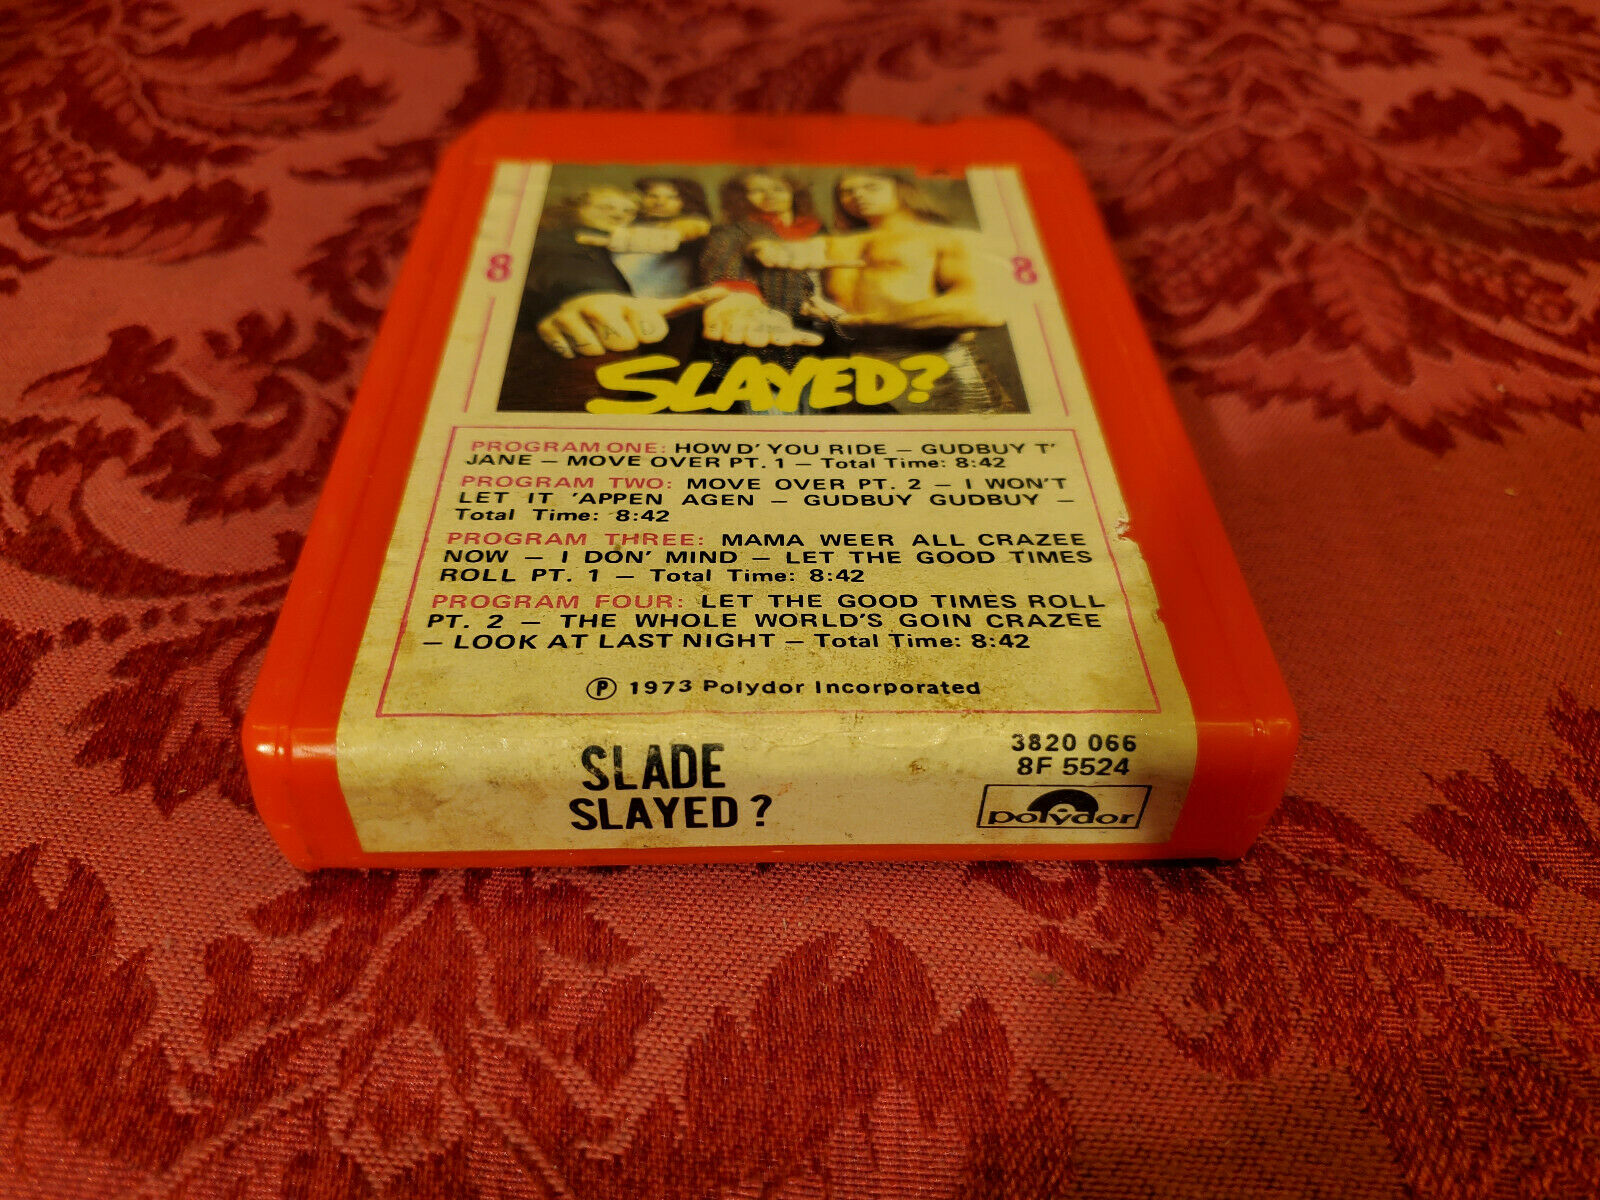 8 8
SLAYED?
PROGRAM ONE: HOW D' YOU RIDE — GUDBUY T'
JANE — MOVE OVER PT. 1 — Total Time: 8:42
PROGRAM TWO: MOVE OVER PT. 2 — I WON'T
LET IT 'APPEN AGEN — GUDBUY GUDBUY —
Total Time: 8:42
PROGRAM THREE: MAMA WEER ALL CRAZEE
NOW — I DON' MIND — LET THE GOOD TIMES
ROLL PT. 1 — Total Time: 8:42
PROGRAM FOUR: LET THE GOOD TIMES ROLL
PT. 2 — THE WHOLE WORLD'S GOIN CRAZEE
— LOOK AT LAST NIGHT — Total Time: 8:42
Ⓟ 1973 Polydor Incorporated
SLADE
SLAYED ?
3820 066
8F 5524
polydor